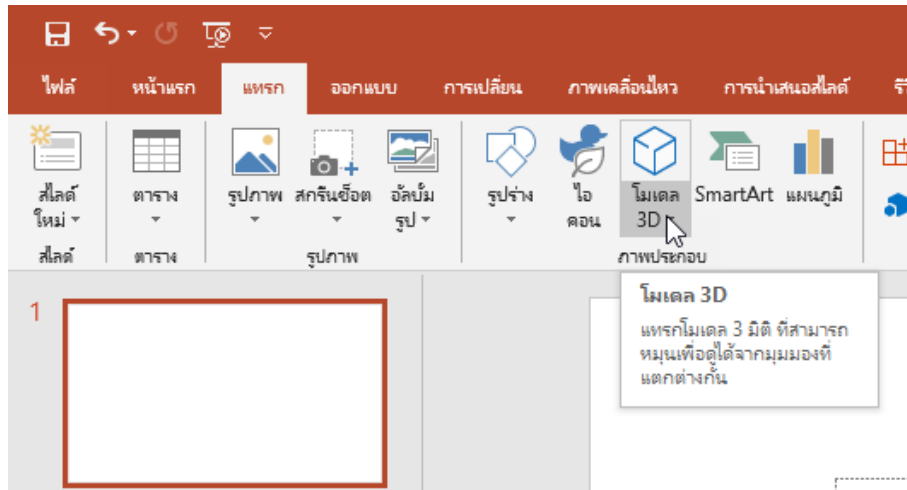 ไฟล์ หน้าแรก แทรก ออกแบบ การเปลี่ยน ภาพเคลื่อนไหว การนำเสนอสไลด์
สไลด์ ตาราง รูปภาพ สกรีนช็อต อัลบั้ม รูปร่าง ไอ โมเดล SmartArt แผนภูมิ
ใหม่ รูป คอน 3D
สไลด์ ตาราง รูปภาพ ภาพประกอบ
1
โมเดล 3D
แทรกโมเดล 3 มิติ ที่สามารถ
หมุนเพื่อดูได้จากมุมมองที่
แตกต่างกัน